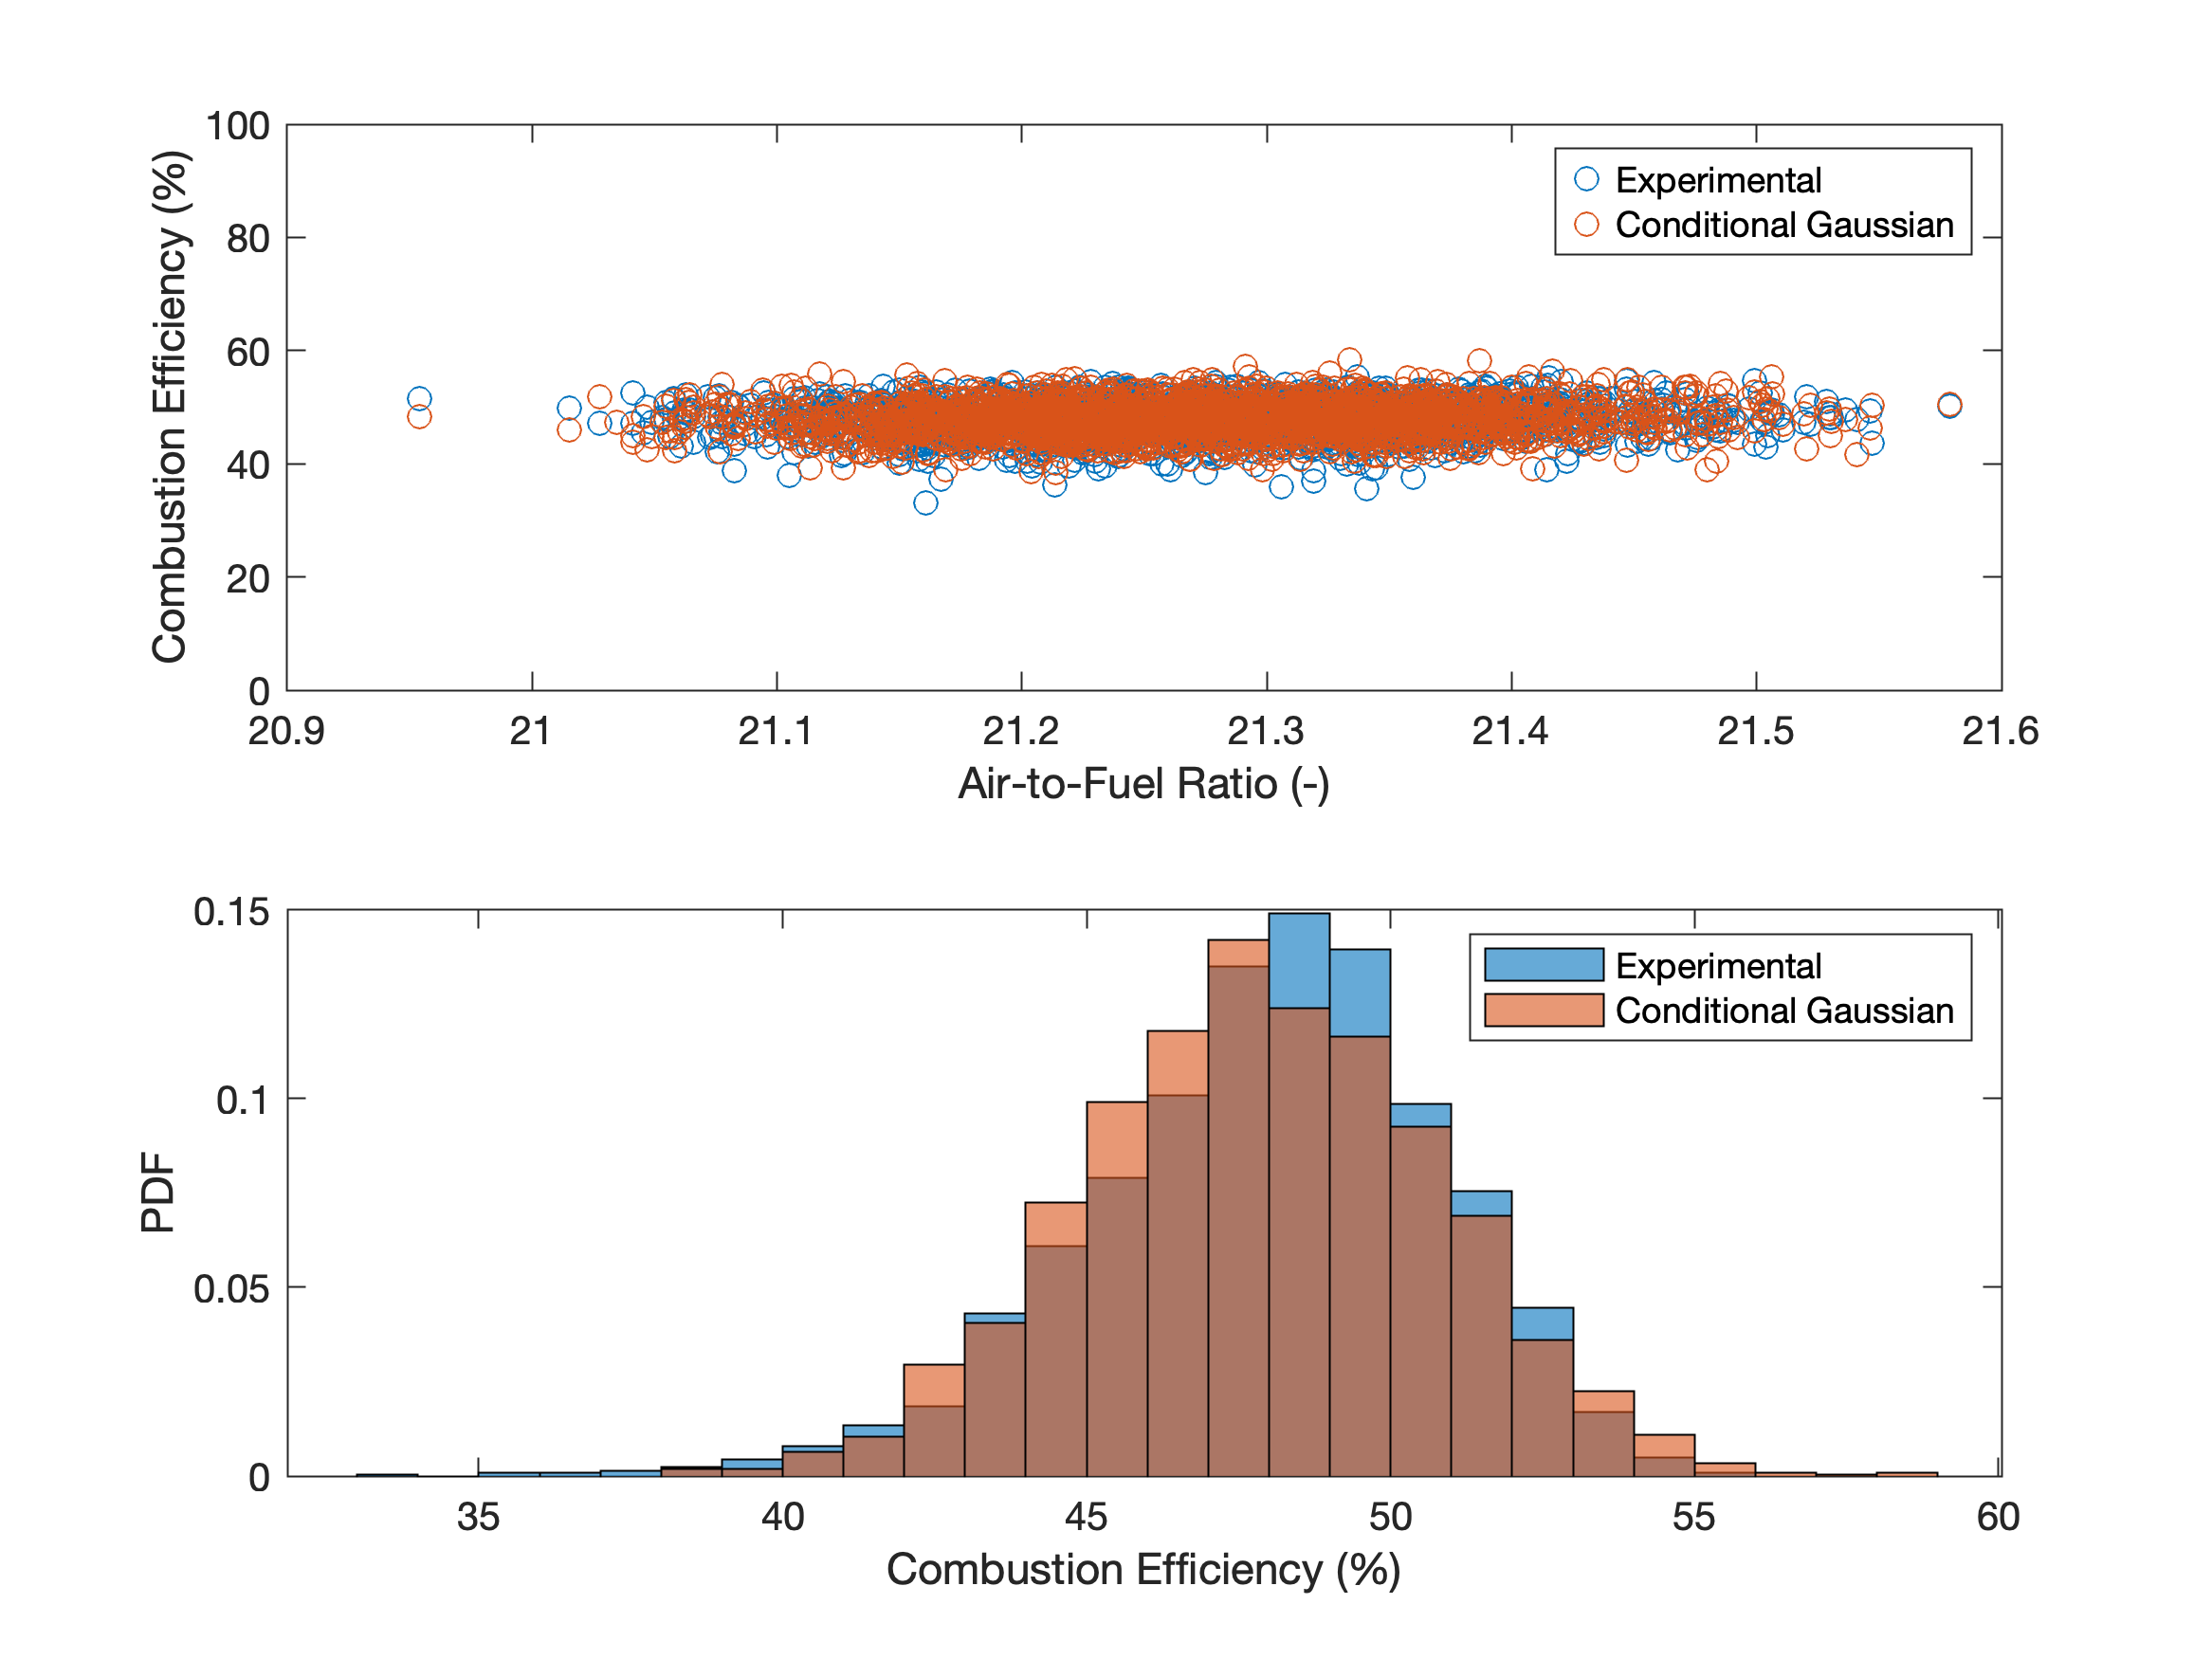 100
80
60
40
20
0
Combustion Efficiency (%)
Experimental
Conditional Gaussian
20.9 21 21.1 21.2 21.3 21.4 21.5 21.6
Air-to-Fuel Ratio (-)
0.15
0.1
0.05
0
PDF
Experimental
Conditional Gaussian
35 40 45 50 55 60
Combustion Efficiency (%)